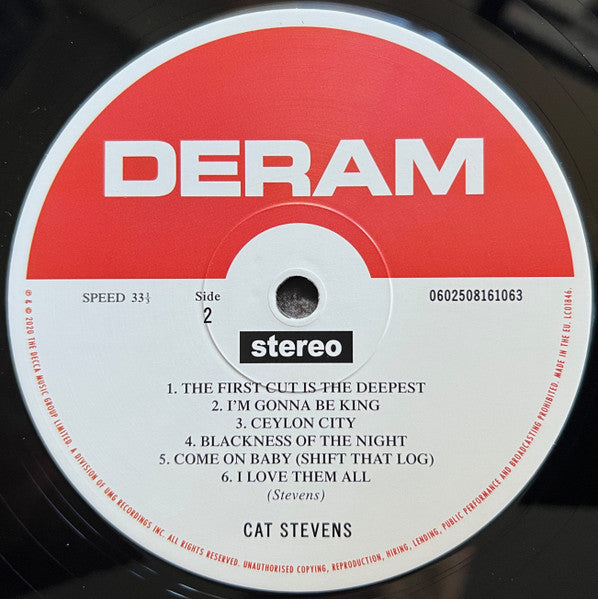 DERAM
SPEED 33⅓
Side
2
0602508161063
stereo
1. THE FIRST CUT IS THE DEEPEST
2. I'M GONNA BE KING
3. CEYLON CITY
4. BLACKNESS OF THE NIGHT
5. COME ON BABY (SHIFT THAT LOG)
6. I LOVE THEM ALL
(Stevens)
CAT STEVENS
℗ & © 2020 THE DECCA MUSIC GROUP LIMITED. A DIVISION OF UMG RECORDINGS INC. ALL RIGHTS RESERVED. UNAUTHORISED COPYING, REPRODUCTION, HIRING, LENDING, PUBLIC PERFORMANCE AND BROADCASTING PROHIBITED. MADE IN THE EU. LC01846.